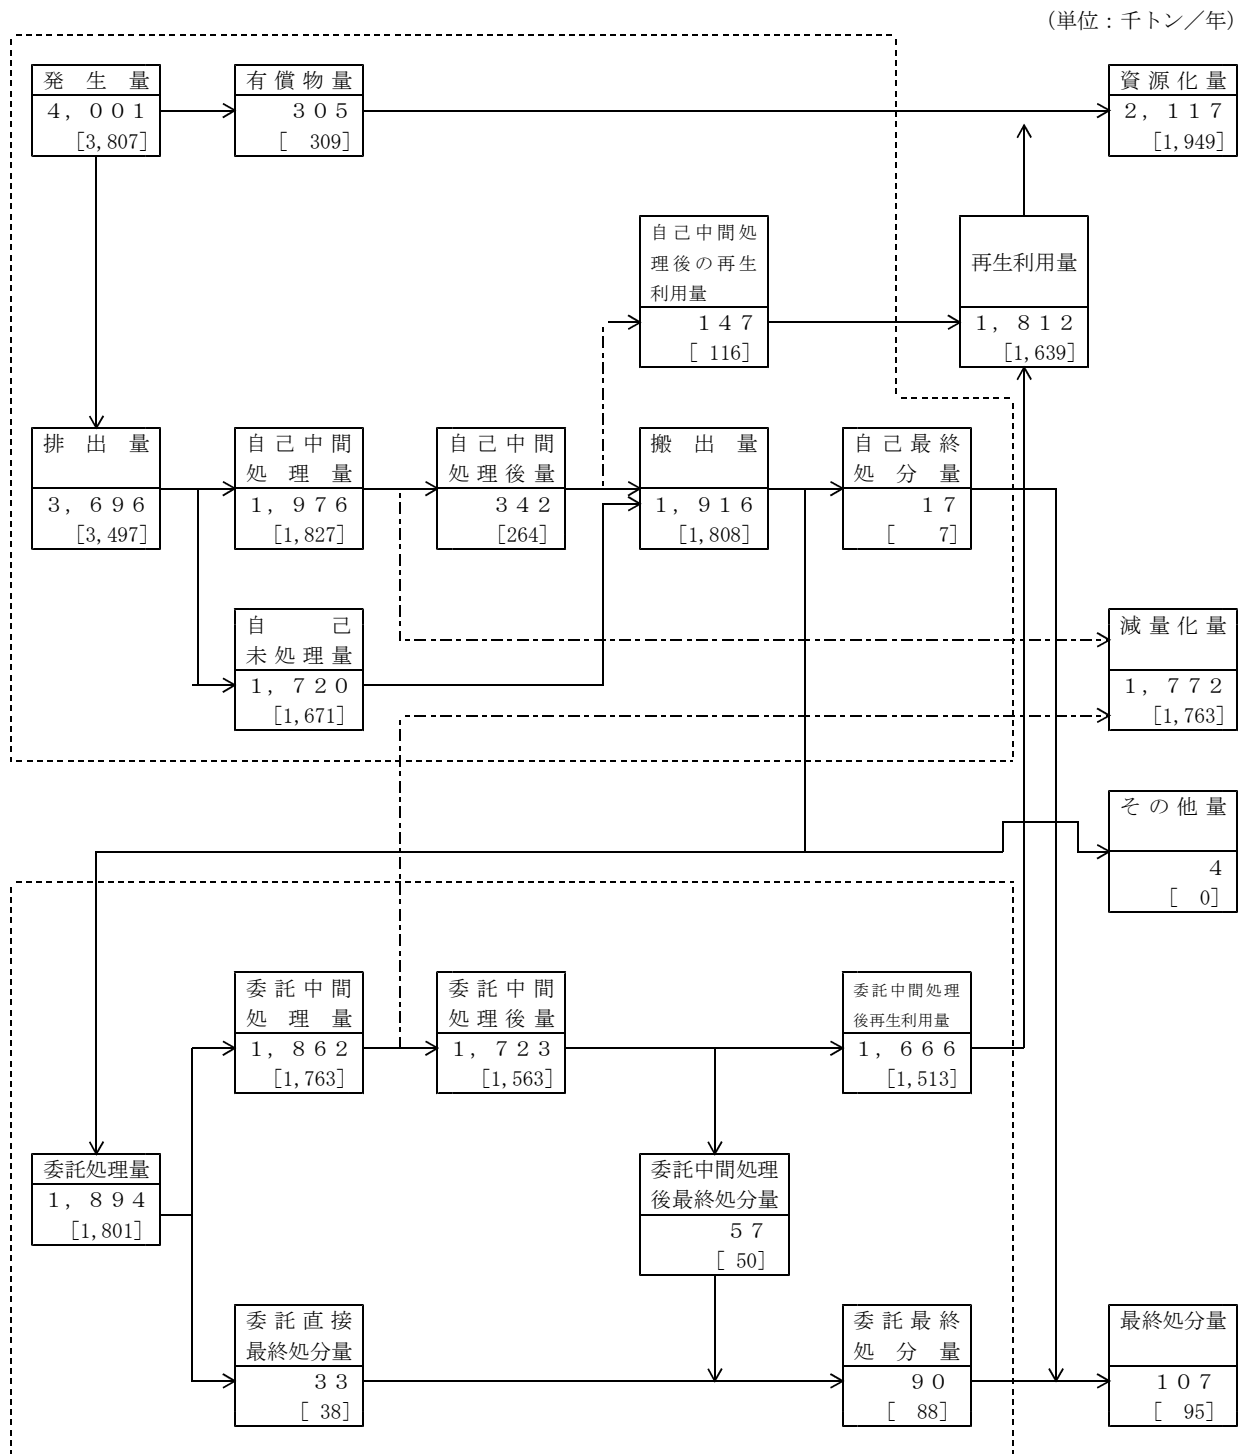 （単位：千トン／年）
発生量
4，001
[3,807]
有償物量
305
[ 309]
資源化量
2，117
[1,949]
自己中間処
理後の再生
利用量
147
[ 116]
再生利用量
1，812
[1,639]
排出量
3，696
[3,497]
自己中間
処理量
1，976
[1,827]
自己中間
処理後量
342
[264]
搬出量
1，916
[1,808]
自己最終
処分量
17
[ 7]
自己
未処理量
1，720
[1,671]
減量化量
1，772
[1,763]
その他量
4
[ 0]
委託中間
処理量
1，862
[1,763]
委託中間
処理後量
1，723
[1,563]
委託中間処理
後再生利用量
1，666
[1,513]
委託処理量
1，894
[1,801]
委託中間処理
後最終処分量
57
[ 50]
委託直接
最終処分量
33
[ 38]
委託最終
処分量
90
[ 88]
最終処分量
107
[ 95]